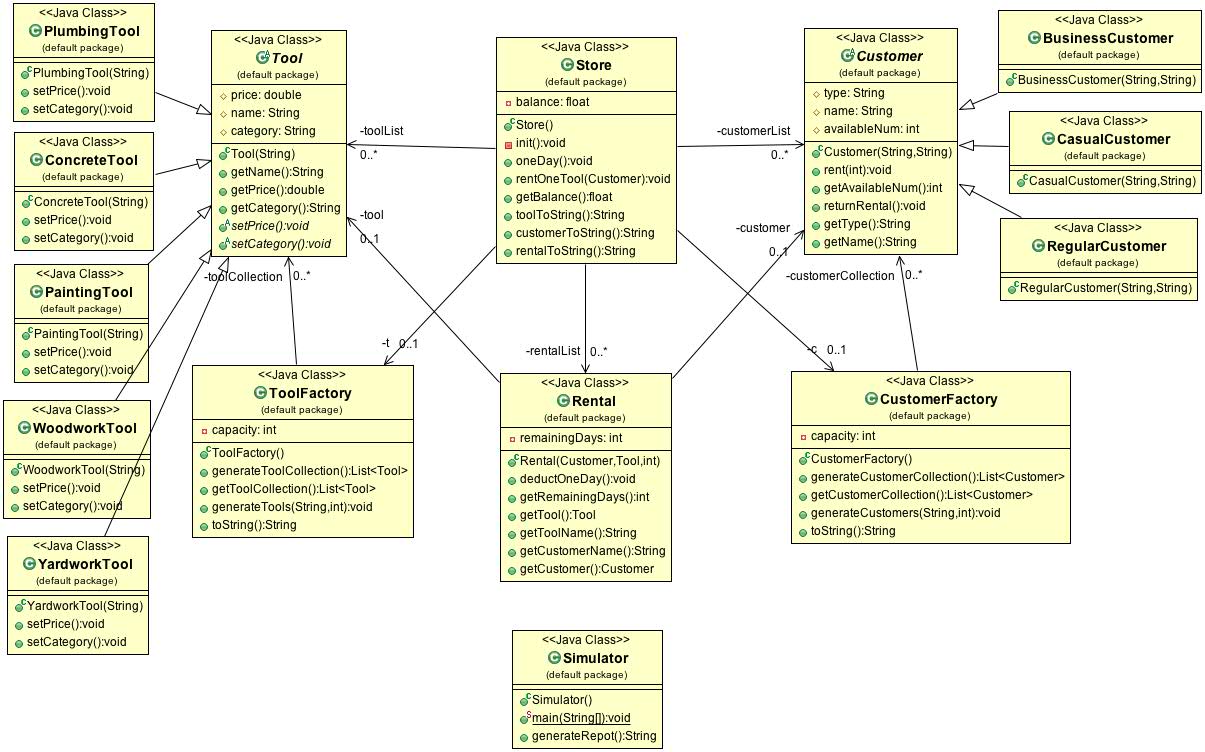 <<Java Class>>
PlumbingTool
(default package)
PlumbingTool(String)
setPrice():void
setCategory():void
<<Java Class>>
ConcreteTool
(default package)
ConcreteTool(String)
setPrice():void
setCategory():void
<<Java Class>>
PaintingTool
(default package)
PaintingTool(String)
setPrice():void
setCategory():void
<<Java Class>>
WoodworkTool
(default package)
WoodworkTool(String)
setPrice():void
setCategory():void
<<Java Class>>
YardworkTool
(default package)
YardworkTool(String)
setPrice():void
setCategory():void
<<Java Class>>
Tool
(default package)
price: double
name: String
category: String
Tool(String)
getName():String
getPrice():double
getCategory():String
setPrice():void
setCategory():void
-toolList
0..*
-tool
0..1
-toolCollection
0..*
<<Java Class>>
ToolFactory
(default package)
capacity: int
ToolFactory()
generateToolCollection():List<Tool>
getToolCollection():List<Tool>
generateTools(String,int):void
toString():String
<<Java Class>>
Store
(default package)
balance: float
Store()
init():void
oneDay():void
rentOneTool(Customer):void
getBalance():float
toolToString():String
customerToString():String
rentalToString():String
-t
0..1
-rentalList
0..*
<<Java Class>>
Rental
(default package)
remainingDays: int
Rental(Customer,Tool,int)
deductOneDay():void
getRemainingDays():int
getTool():Tool
getToolName():String
getCustomerName():String
getCustomer():Customer
<<Java Class>>
Simulator
(default package)
Simulator()
main(String[]):void
generateRepot():String
-customerList
0..*
-customer
0..1
-customerCollection
0..*
-c
0..1
<<Java Class>>
Customer
(default package)
type: String
name: String
availableNum: int
Customer(String,String)
rent(int):void
getAvailableNum():int
returnRental():void
getType():String
getName():String
<<Java Class>>
CustomerFactory
(default package)
capacity: int
CustomerFactory()
generateCustomerCollection():List<Customer>
getCustomerCollection():List<Customer>
generateCustomers(String,int):void
toString():String
<<Java Class>>
BusinessCustomer
(default package)
BusinessCustomer(String,String)
<<Java Class>>
CasualCustomer
(default package)
CasualCustomer(String,String)
<<Java Class>>
RegularCustomer
(default package)
RegularCustomer(String,String)